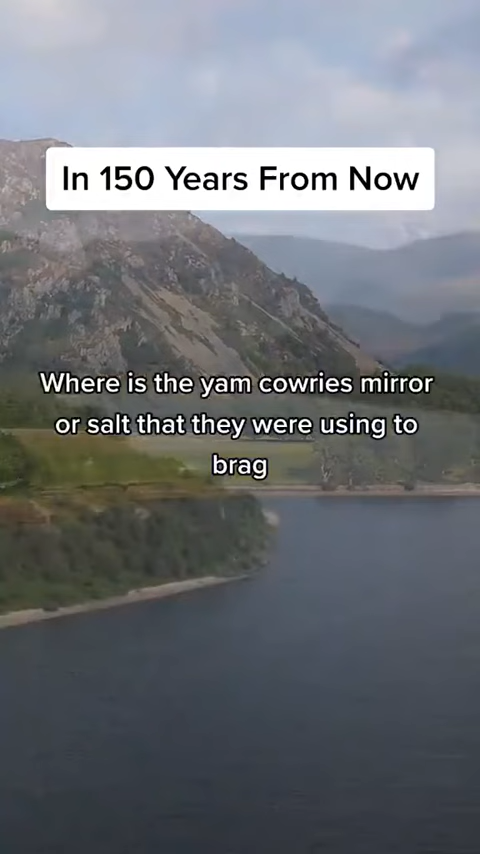 In 150 Years From Now
Where is the yam cowries mirror
or salt that they were using to
brag